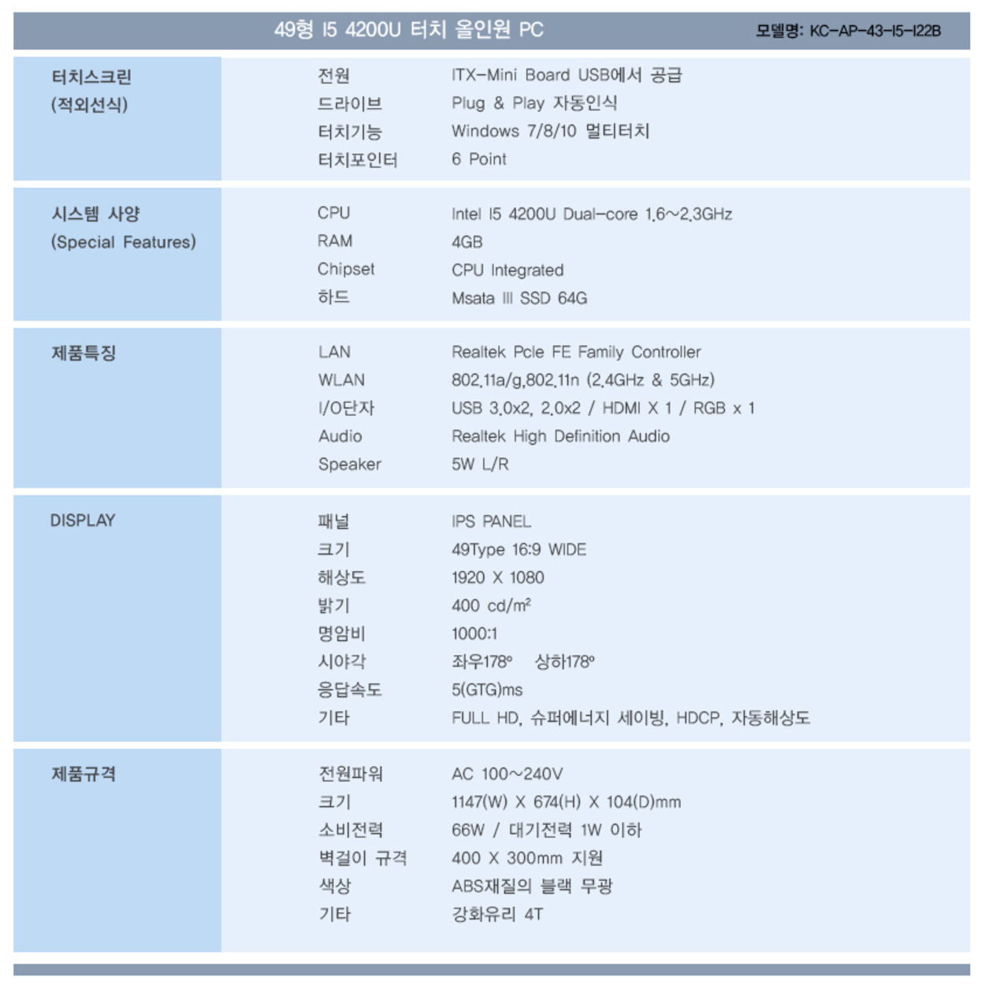 49형 I5 4200U 터치 올인원 PC 모델명: KC-AP-43-I5-I22B
터치스크린 전원 ITX-Mini Board USB에서 공급
(적외선식) 드라이브 Plug & Play 자동인식
터치기능 Windows 7/8/10 멀티터치
터치포인터 6 Point
시스템 사양 CPU Intel I5 4200U Dual-core 1.6~2.3GHz
(Special Features) RAM 4GB
Chipset CPU Integrated
하드 Msata III SSD 64G
제품특징 LAN Realtek PcIe FE Family Controller
WLAN 802.11a/g,802.11n (2.4GHz & 5GHz)
I/O단자 USB 3.0x2, 2.0x2 / HDMI X 1 / RGB x 1
Audio Realtek High Definition Audio
Speaker 5W L/R
DISPLAY 패널 IPS PANEL
크기 49Type 16:9 WIDE
해상도 1920 X 1080
밝기 400 cd/m²
명암비 1000:1
시야각 좌우178º 상하178º
응답속도 5(GTG)ms
기타 FULL HD, 슈퍼에너지 세이빙, HDCP, 자동해상도
제품규격 전원파워 AC 100~240V
크기 1147(W) X 674(H) X 104(D)mm
소비전력 66W / 대기전력 1W 이하
벽걸이 규격 400 X 300mm 지원
색상 ABS재질의 블랙 무광
기타 강화유리 4T